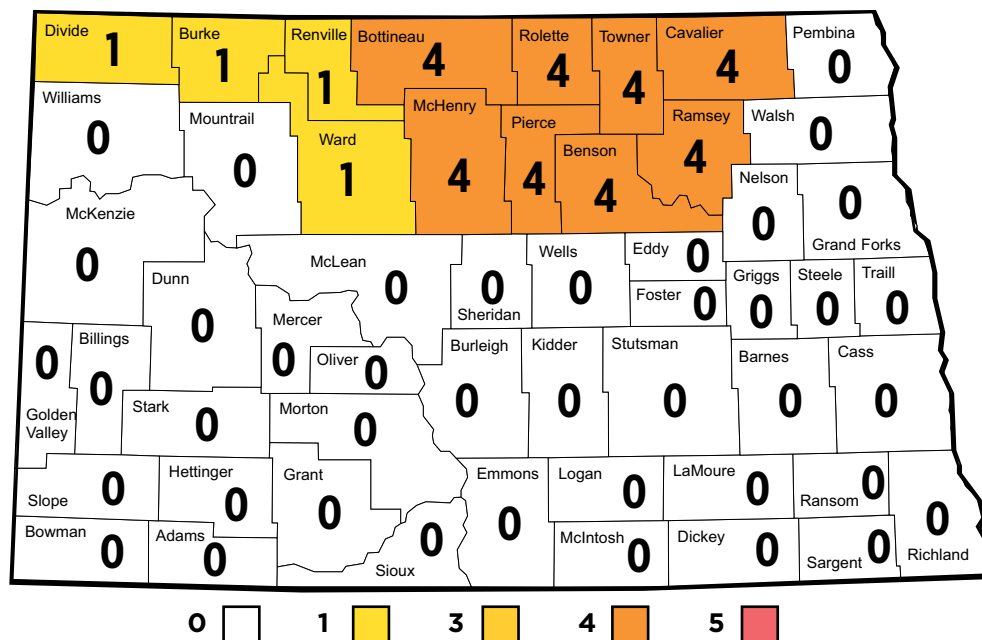 Divide 1
Burke 1
Renville 1
Bottineau 4
Rolette 4
Towner 4
Cavalier 4
Pembina 0
Williams 0
Mountrail 0
Ward 1
McHenry 4
Pierce 4
Benson 4
Ramsey 4
Walsh 0
Nelson 0
Grand Forks 0
McKenzie 0
Dunn 0
McLean 0
Sheridan 0
Wells 0
Eddy 0
Foster 0
Griggs 0
Steele 0
Traill 0
Golden
Valley 0
Billings 0
Mercer 0
Oliver 0
Burleigh 0
Kidder 0
Stutsman 0
Barnes 0
Cass 0
Stark 0
Morton 0
Slope 0
Hettinger 0
Grant 0
Emmons 0
Logan 0
LaMoure 0
Ransom 0
Richland 0
Bowman 0
Adams 0
Sioux 0
McIntosh 0
Dickey 0
Sargent 0
0 1 3 4 5